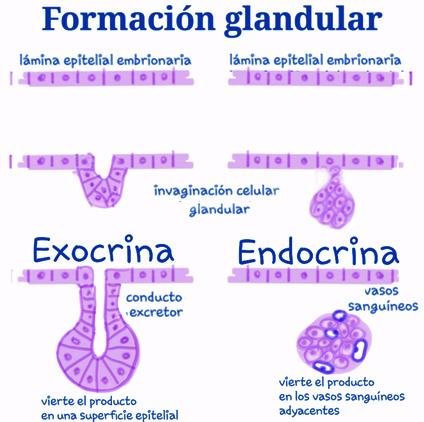 Formación glandular
lámina epitelial embrionaria
lámina epitelial embrionaria
invaginación celular
glandular
Exocrina
Endocrina
conducto
excretor
vasos
sanguíneos
vierte el producto
en una superficie epitelial
vierte el producto
en los vasos sanguíneos
adyacentes